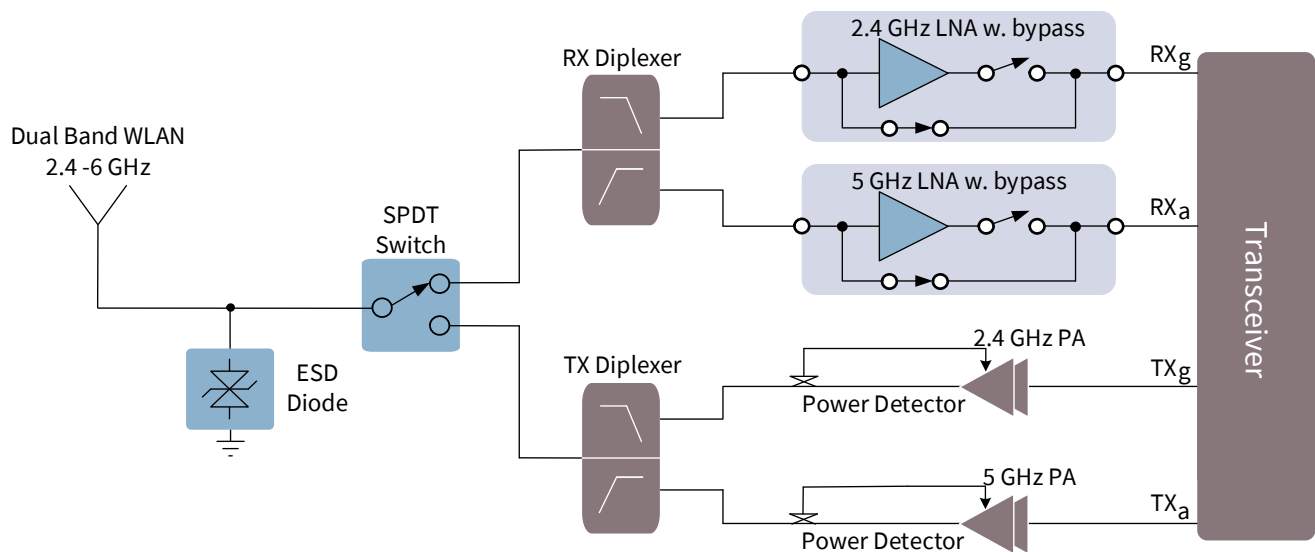 Dual Band WLAN
2.4 -6 GHz
ESD
Diode
SPDT
Switch
RX Diplexer
TX Diplexer
2.4 GHz LNA w. bypass
5 GHz LNA w. bypass
2.4 GHz PA
Power Detector
5 GHz PA
Power Detector
RXg
RXa
TXg
TXa
Transceiver